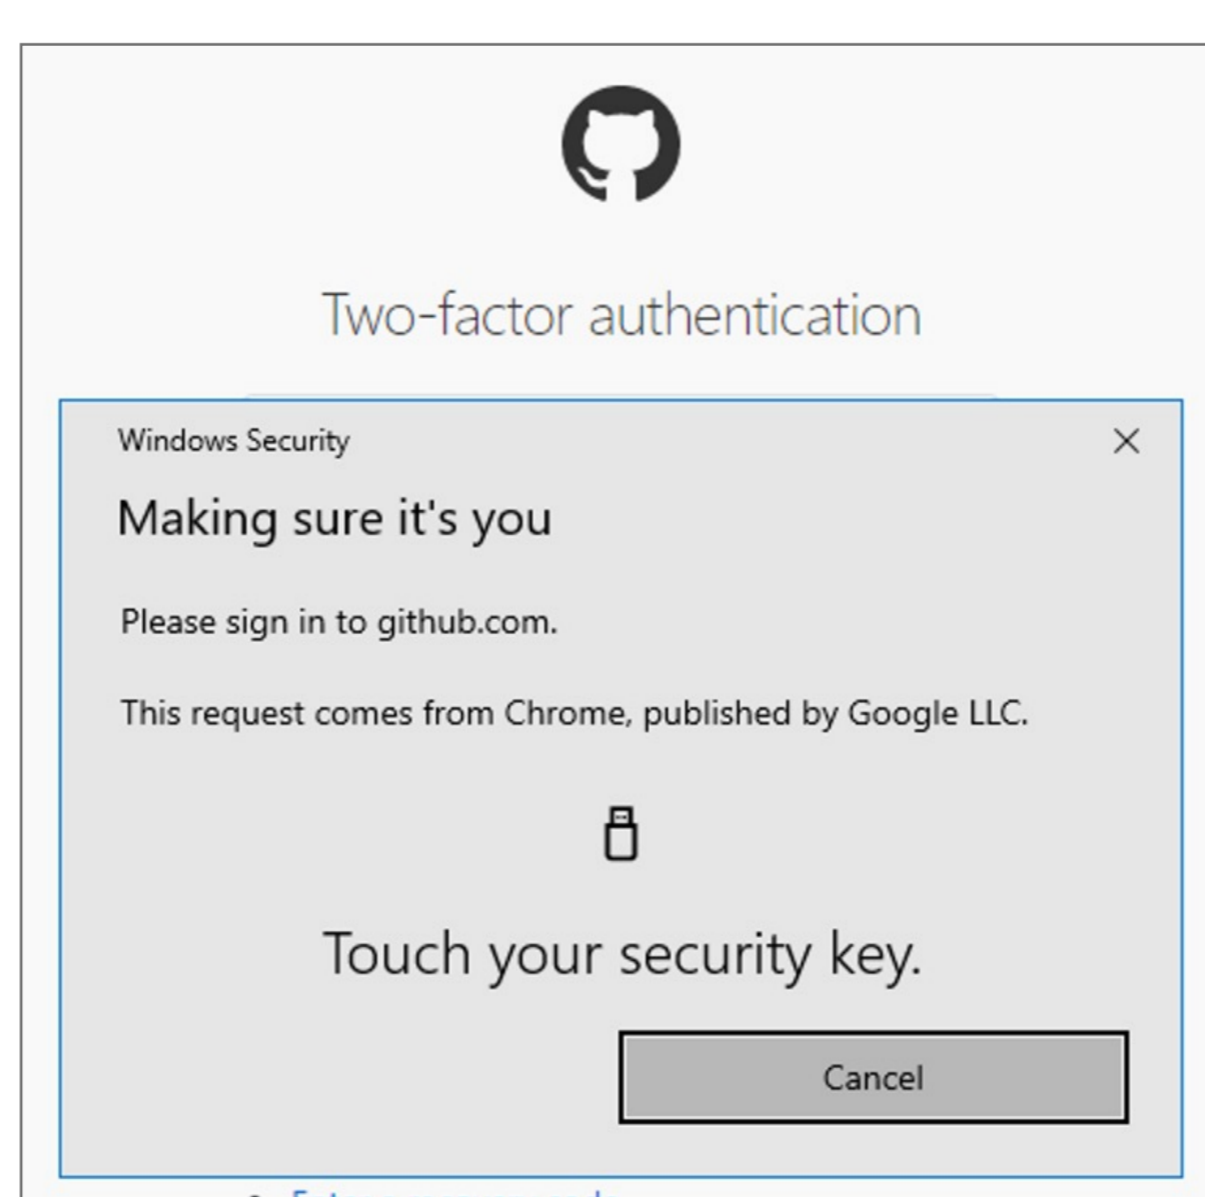 Two-factor authentication
Windows Security
Making sure it's you
Please sign in to github.com.
This request comes from Chrome, published by Google LLC.
Touch your security key.
Cancel